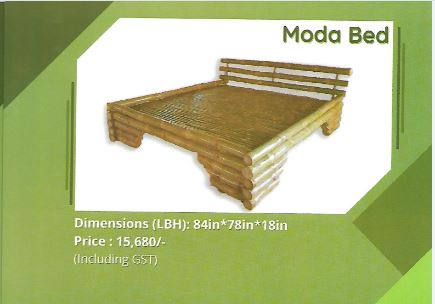 Moda Bed
Dimensions (LBH): 84in*78in*18in
Price : 15,680/-
(Including GST)